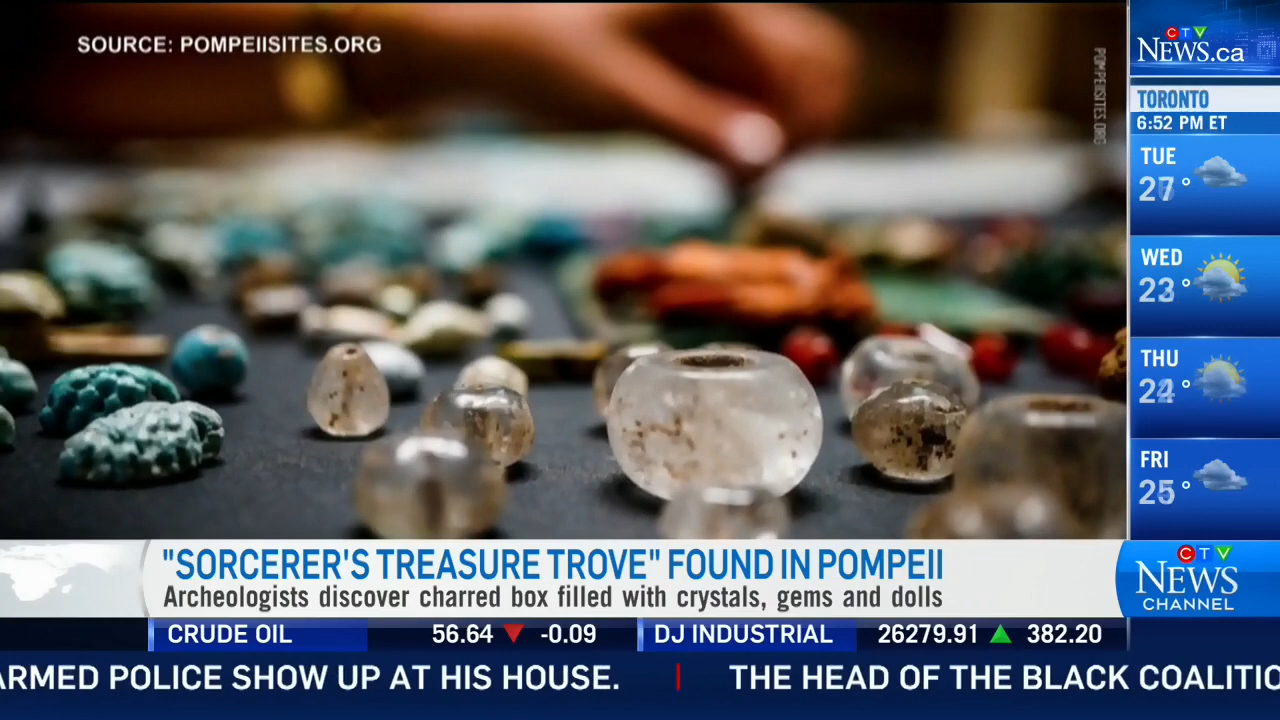 SOURCE: POMPEIISITES.ORG
POMPEIISITES.ORG
CTV
NEWS.ca
TORONTO
6:52 PM ET
TUE
27°
WED
23°
THU
24°
FRI
25°
"SORCERER'S TREASURE TROVE" FOUND IN POMPEII
Archeologists discover charred box filled with crystals, gems and dolls
CTV
NEWS
CHANNEL
CRUDE OIL 56.64 -0.09 DJ INDUSTRIAL 26279.91 382.20
ARMED POLICE SHOW UP AT HIS HOUSE. | THE HEAD OF THE BLACK COALITIO